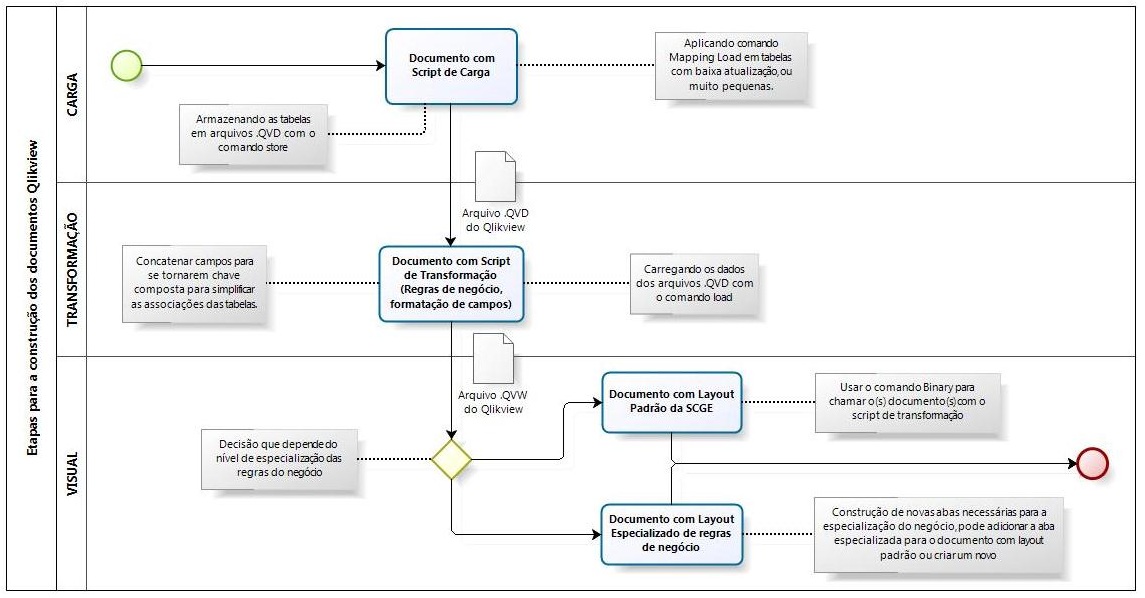 Etapas para a construção dos documentos Qlikview
CARGA
Documento com
Script de Carga
Aplicando comando
Mapping Load em tabelas
com baixa atualização, ou
muito pequenas.
Armazenando as tabelas
em arquivos .QVD com o
comando store
Arquivo .QVD
do Qlikview
TRANSFORMAÇÃO
Concatenar campos para
se tornarem chave
composta para simplificar
as associações das tabelas.
Documento com Script
de Transformação
(Regras de negócio,
formatação de campos)
Carregando os dados
dos arquivos .QVD com
o comando load
Arquivo .QVW
do Qlikview
VISUAL
Decisão que depende do
nível de especialização das
regras do negócio
Documento com Layout
Padrão da SCGE
Usar o comando Binary para
chamar o(s) documento(s) com o
script de transformação
Documento com Layout
Especializado de regras
de negócio
Construção de novas abas necessárias para a
especialização do negócio, pode adicionar a aba
especializada para o documento com layout
padrão ou criar um novo